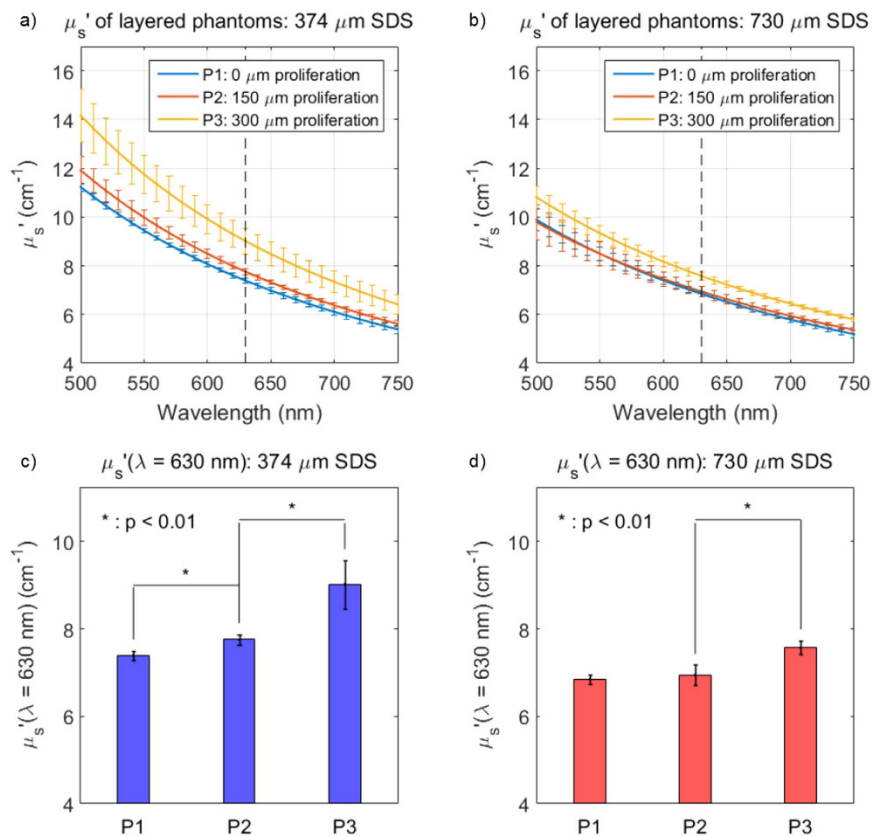 a)
μs' of layered phantoms: 374 μm SDS
16
14
12
10
8
6
4
μs' (cm-1)
P1: 0 μm proliferation
P2: 150 μm proliferation
P3: 300 μm proliferation
500 550 600 650 700 750
Wavelength (nm)
b)
μs' of layered phantoms: 730 μm SDS
16
14
12
10
8
6
4
μs' (cm-1)
P1: 0 μm proliferation
P2: 150 μm proliferation
P3: 300 μm proliferation
500 550 600 650 700 750
Wavelength (nm)
c)
μs'(λ = 630 nm): 374 μm SDS
* : p < 0.01
*
*
10
8
6
4
μs'(λ = 630 nm) (cm-1)
P1 P2 P3
d)
μs'(λ = 630 nm): 730 μm SDS
* : p < 0.01
*
10
8
6
4
μs'(λ = 630 nm) (cm-1)
P1 P2 P3